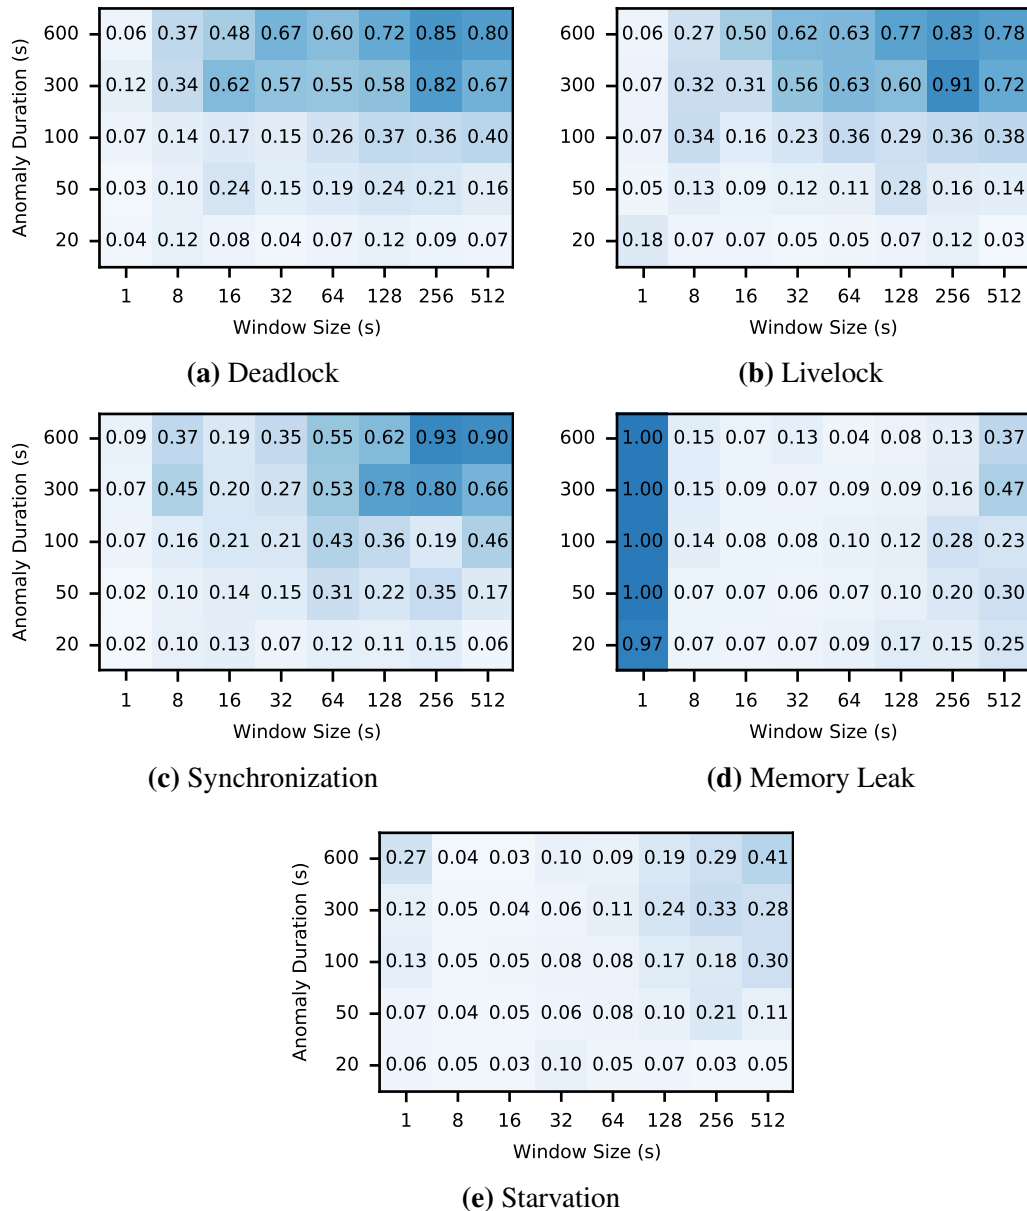 Anomaly Duration (s)
600 0.06 0.37 0.48 0.67 0.60 0.72 0.85 0.80
300 0.12 0.34 0.62 0.57 0.55 0.58 0.82 0.67
100 0.07 0.14 0.17 0.15 0.26 0.37 0.36 0.40
50 0.03 0.10 0.24 0.15 0.19 0.24 0.21 0.16
20 0.04 0.12 0.08 0.04 0.07 0.12 0.09 0.07
1 8 16 32 64 128 256 512
Window Size (s)
(a) Deadlock
600 0.06 0.27 0.50 0.62 0.63 0.77 0.83 0.78
300 0.07 0.32 0.31 0.56 0.63 0.60 0.91 0.72
100 0.07 0.34 0.16 0.23 0.36 0.29 0.36 0.38
50 0.05 0.13 0.09 0.12 0.11 0.28 0.16 0.14
20 0.18 0.07 0.07 0.05 0.05 0.07 0.12 0.03
1 8 16 32 64 128 256 512
Window Size (s)
(b) Livelock
Anomaly Duration (s)
600 0.09 0.37 0.19 0.35 0.55 0.62 0.93 0.90
300 0.07 0.45 0.20 0.27 0.53 0.78 0.80 0.66
100 0.07 0.16 0.21 0.21 0.43 0.36 0.19 0.46
50 0.02 0.10 0.14 0.15 0.31 0.22 0.35 0.17
20 0.02 0.10 0.13 0.07 0.12 0.11 0.15 0.06
1 8 16 32 64 128 256 512
Window Size (s)
(c) Synchronization
600 1.00 0.15 0.07 0.13 0.04 0.08 0.13 0.37
300 1.00 0.15 0.09 0.07 0.09 0.09 0.16 0.47
100 1.00 0.14 0.08 0.08 0.10 0.12 0.28 0.23
50 1.00 0.07 0.07 0.06 0.07 0.10 0.20 0.30
20 0.97 0.07 0.07 0.07 0.09 0.17 0.15 0.25
1 8 16 32 64 128 256 512
Window Size (s)
(d) Memory Leak
Anomaly Duration (s)
600 0.27 0.04 0.03 0.10 0.09 0.19 0.29 0.41
300 0.12 0.05 0.04 0.06 0.11 0.24 0.33 0.28
100 0.13 0.05 0.05 0.08 0.08 0.17 0.18 0.30
50 0.07 0.04 0.05 0.06 0.08 0.10 0.21 0.11
20 0.06 0.05 0.03 0.10 0.05 0.07 0.03 0.05
1 8 16 32 64 128 256 512
Window Size (s)
(e) Starvation